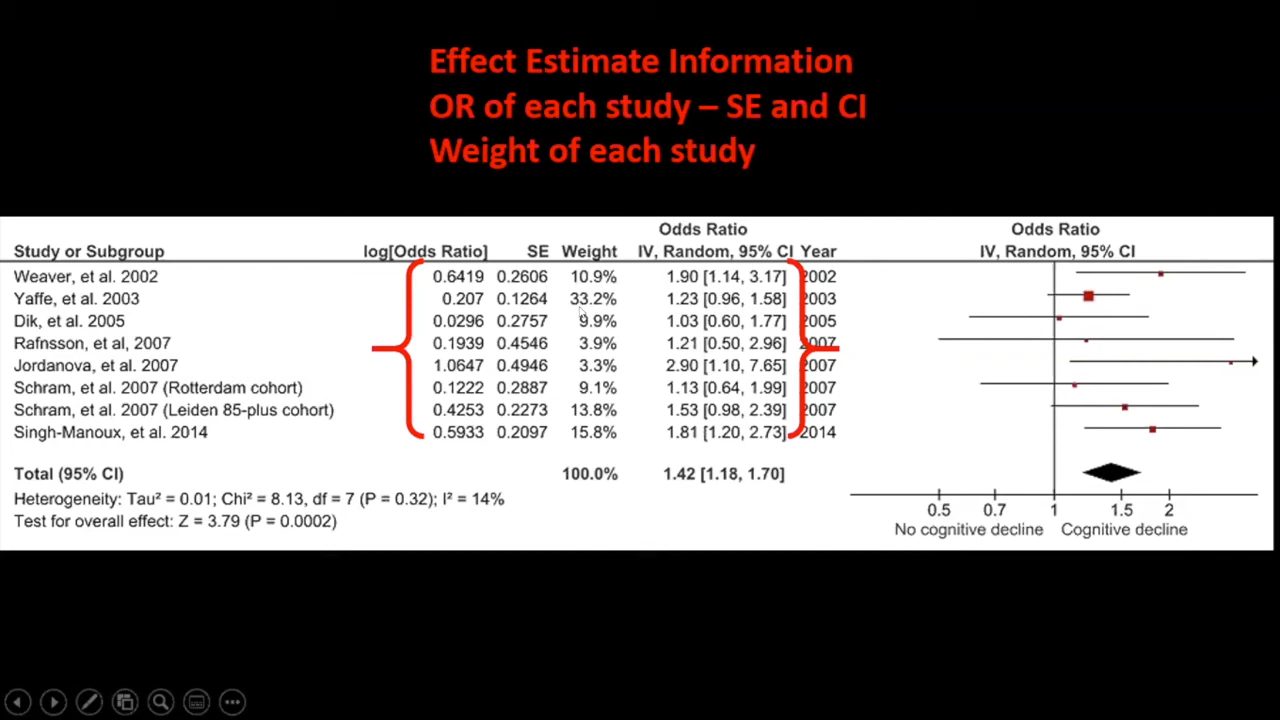 Effect Estimate Information
OR of each study – SE and CI
Weight of each study
Odds Ratio Odds Ratio
Study or Subgroup log[Odds Ratio] SE Weight IV, Random, 95% CI Year IV, Random, 95% CI
Weaver, et al. 2002 0.6419 0.2606 10.9% 1.90 [1.14, 3.17] 2002
Yaffe, et al. 2003 0.207 0.1264 33.2% 1.23 [0.96, 1.58] 2003
Dik, et al. 2005 0.0296 0.2757 9.9% 1.03 [0.60, 1.77] 2005
Rafnsson, et al, 2007 0.1939 0.4546 3.9% 1.21 [0.50, 2.96] 2007
Jordanova, et al. 2007 1.0647 0.4946 3.3% 2.90 [1.10, 7.65] 2007
Schram, et al. 2007 (Rotterdam cohort) 0.1222 0.2887 9.1% 1.13 [0.64, 1.99] 2007
Schram, et al. 2007 (Leiden 85-plus cohort) 0.4253 0.2273 13.8% 1.53 [0.98, 2.39] 2007
Singh-Manoux, et al. 2014 0.5933 0.2097 15.8% 1.81 [1.20, 2.73] 2014
Total (95% CI) 100.0% 1.42 [1.18, 1.70]
Heterogeneity: Tau² = 0.01; Chi² = 8.13, df = 7 (P = 0.32); I² = 14%
Test for overall effect: Z = 3.79 (P = 0.0002)
0.5 0.7 1 1.5 2
No cognitive decline Cognitive decline